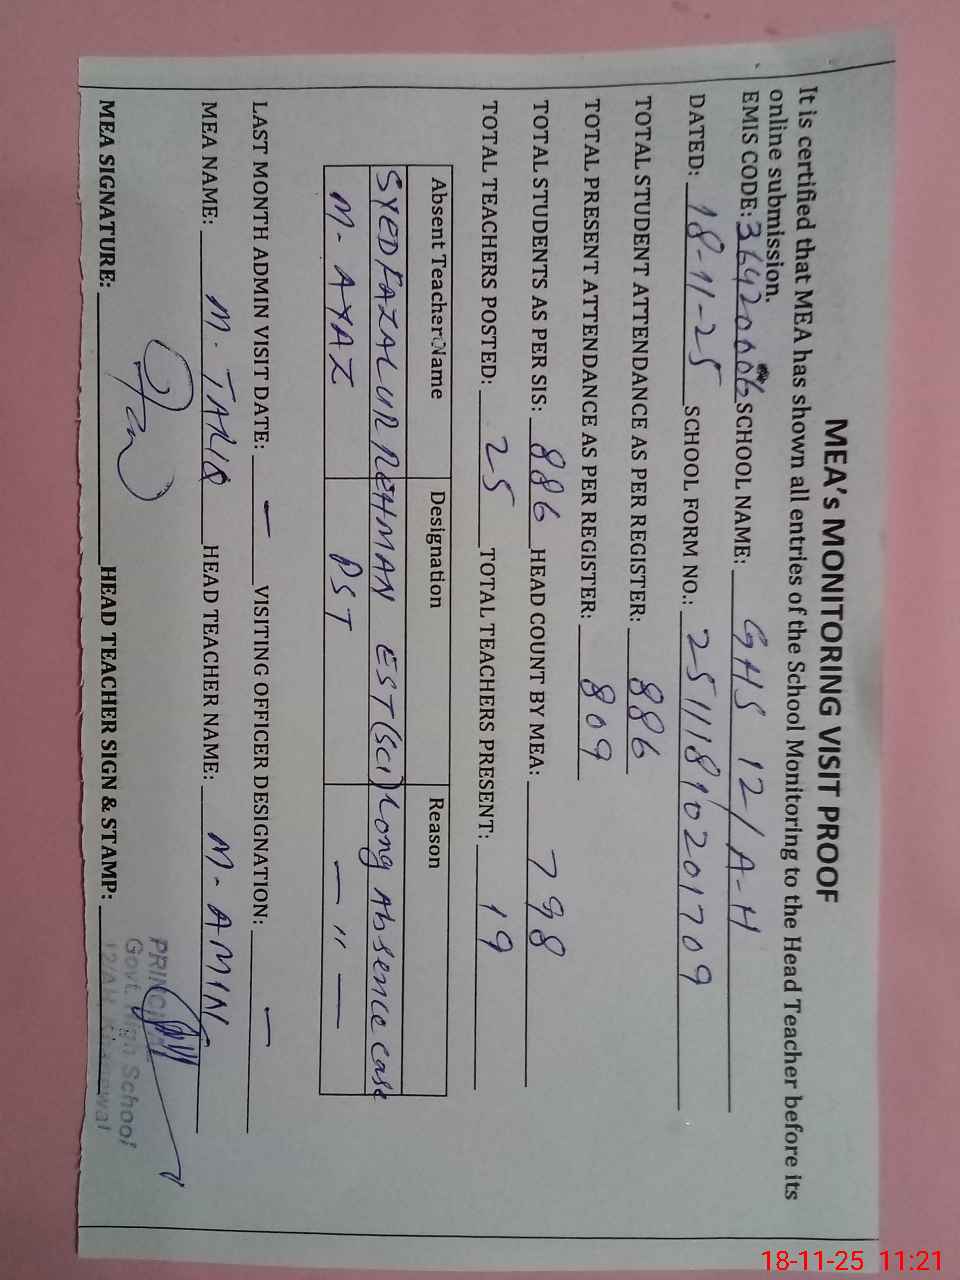 MEA's MONITORING VISIT PROOF
It is certified that MEA has shown all entries of the School Monitoring to the Head Teacher before its
online submission.
EMIS CODE: 36420006 SCHOOL NAME: GHS 12/A-H
DATED: 18-11-25 SCHOOL FORM NO.: 251118910201709
TOTAL STUDENT ATTENDANCE AS PER REGISTER: 886
TOTAL PRESENT ATTENDANCE AS PER REGISTER: 809
TOTAL STUDENTS AS PER SIS: 886 HEAD COUNT BY MEA: 798
TOTAL TEACHERS POSTED: 25 TOTAL TEACHERS PRESENT: 19
Absent Teacher Name Designation Reason
SYED FAZAL UR REHMAN EST(SCI) Long Absence case
M- AYAZ PST —"—
LAST MONTH ADMIN VISIT DATE: — VISITING OFFICER DESIGNATION: —
MEA NAME: M. TARIQ HEAD TEACHER NAME: M- AMIN
MEA SIGNATURE: HEAD TEACHER SIGN & STAMP:
PRINCIPAL
Govt. High School
12/AH
18-11-25 11:21